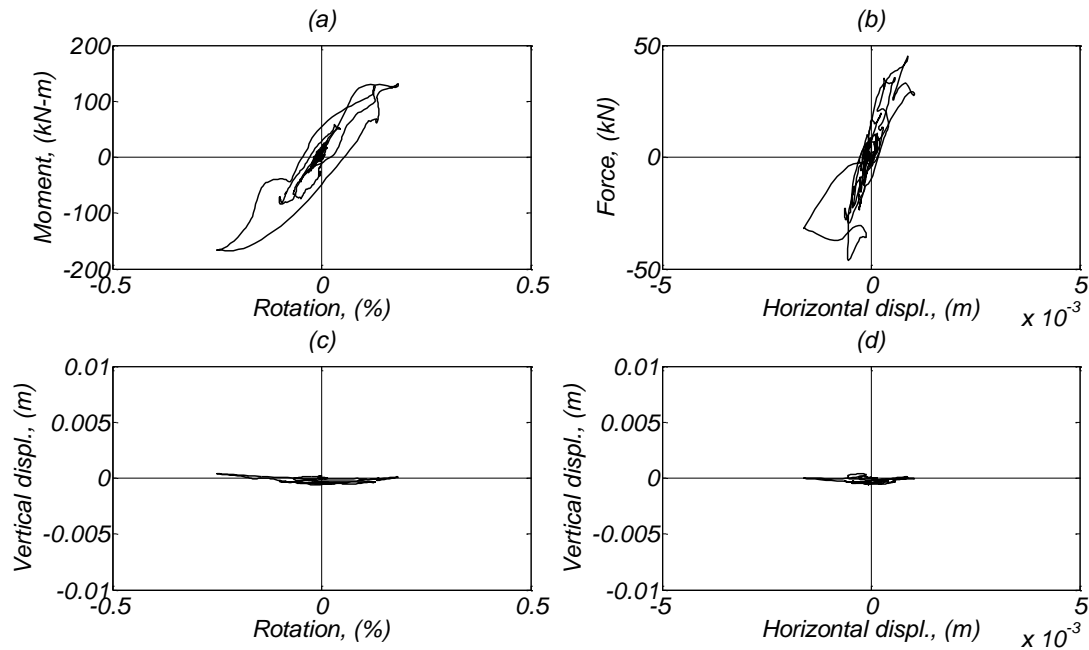 (a)
200
100
0
-100
-200
Moment, (kN-m)
-0.5
0
0.5
Rotation, (%)
(b)
50
0
-50
Force, (kN)
-5
0
5
Horizontal displ., (m)
x 10-3
(c)
0.01
0.005
0
-0.005
-0.01
Vertical displ., (m)
-0.5
0
0.5
Rotation, (%)
(d)
0.01
0.005
0
-0.005
-0.01
Vertical displ., (m)
-5
0
5
Horizontal displ., (m)
x 10-3